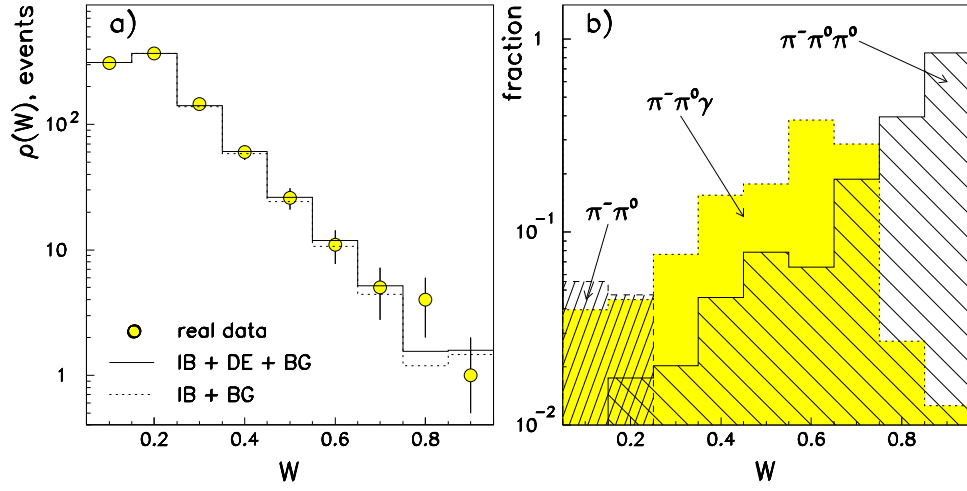 a)
ρ(W), events
10²
10
1
real data
IB + DE + BG
IB + BG
0.2
0.4
0.6
0.8
W
b)
fraction
1
10⁻¹
10⁻²
π⁻π⁰π⁰
π⁻π⁰γ
π⁻π⁰
0.2
0.4
0.6
0.8
W